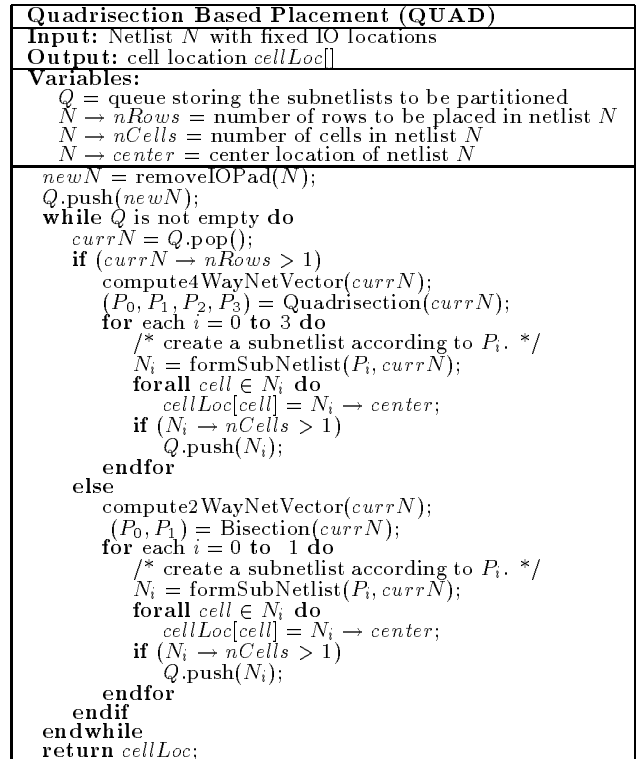 Quadrisection Based Placement (QUAD)
Input: Netlist N with fixed IO locations
Output: cell location cellLoc[]
Variables:
Q = queue storing the subnetlists to be partitioned
N → nRows = number of rows to be placed in netlist N
N → nCells = number of cells in netlist N
N → center = center location of netlist N
newN = removeIOPad(N);
Q.push(newN);
while Q is not empty do
currN = Q.pop();
if (currN → nRows > 1)
compute4WayNetVector(currN);
(P₀, P₁, P₂, P₃) = Quadrisection(currN);
for each i = 0 to 3 do
/* create a subnetlist according to Pᵢ. */
Nᵢ = formSubNetlist(Pᵢ, currN);
forall cell ∈ Nᵢ do
cellLoc[cell] = Nᵢ → center;
if (Nᵢ → nCells > 1)
Q.push(Nᵢ);
endfor
else
compute2WayNetVector(currN);
(P₀, P₁) = Bisection(currN);
for each i = 0 to 1 do
/* create a subnetlist according to Pᵢ. */
Nᵢ = formSubNetlist(Pᵢ, currN);
forall cell ∈ Nᵢ do
cellLoc[cell] = Nᵢ → center;
if (Nᵢ → nCells > 1)
Q.push(Nᵢ);
endfor
endif
endwhile
return cellLoc;